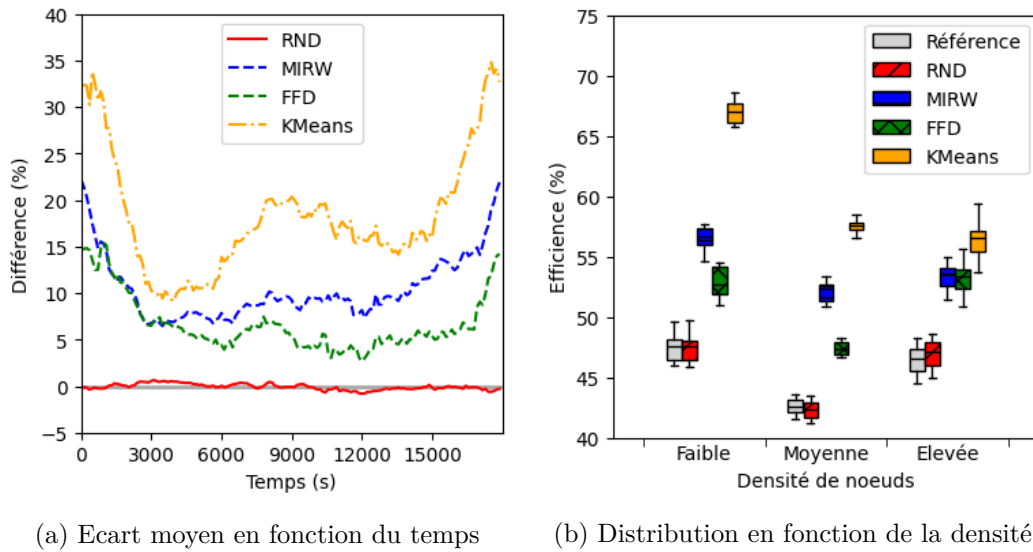 40
35
30
25
20
15
10
5
0
−5
Différence (%)
RND
MIRW
FFD
KMeans
0
3000
6000
9000
12000
15000
Temps (s)
(a) Ecart moyen en fonction du temps
75
70
65
60
55
50
45
40
Efficience (%)
Référence
RND
MIRW
FFD
KMeans
Faible
Moyenne
Elevée
Densité de noeuds
(b) Distribution en fonction de la densité